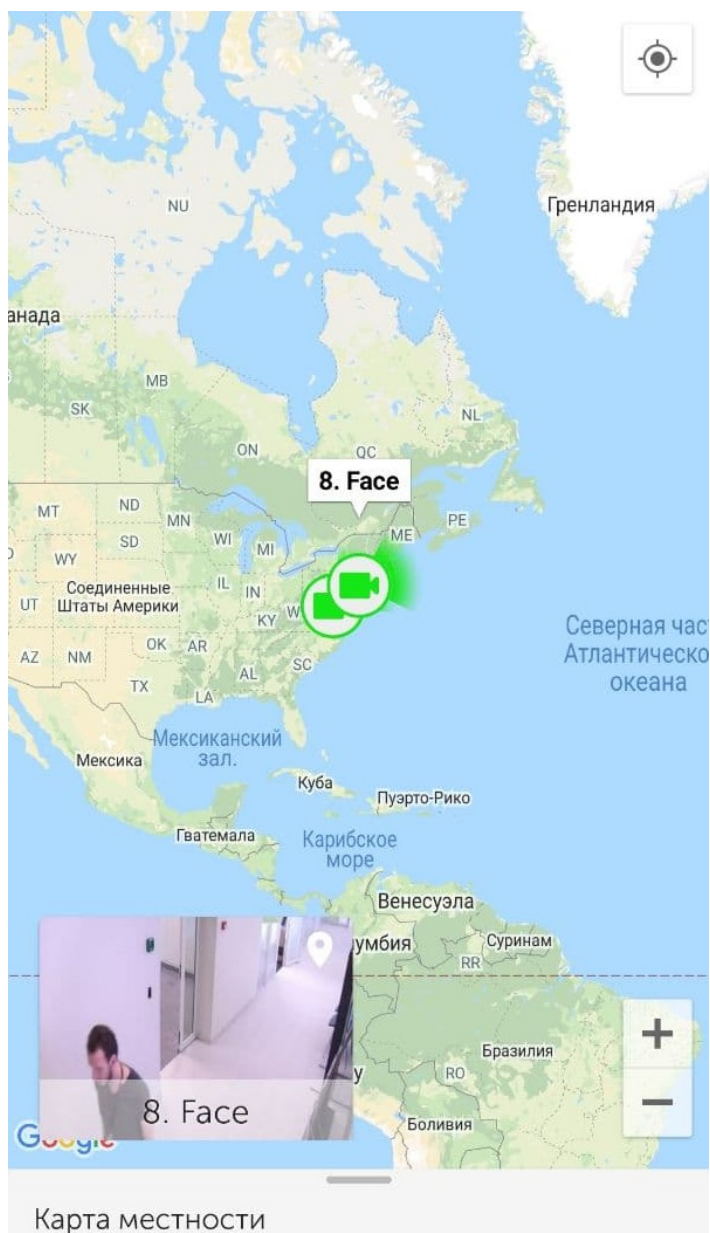 NU
Гренландия
анада
MB
SK
NL
ON
QC
8. Face
MT
ND
MN
SD
WI
MI
ME
PE
WY
Соединенные
Штаты Америки
IL
IN
UT
KY
W
AZ
NM
OK
AR
SC
AL
TX
LA
Северная час
Атлантическо
океана
Мексиканский
зал.
Мексика
Куба
Пуэрто-Рико
Гватемала
Карибское
море
Венесуэла
умбия
Суринам
RR
Бразилия
у
RO
8. Face
Боливия
Google
Карта местности